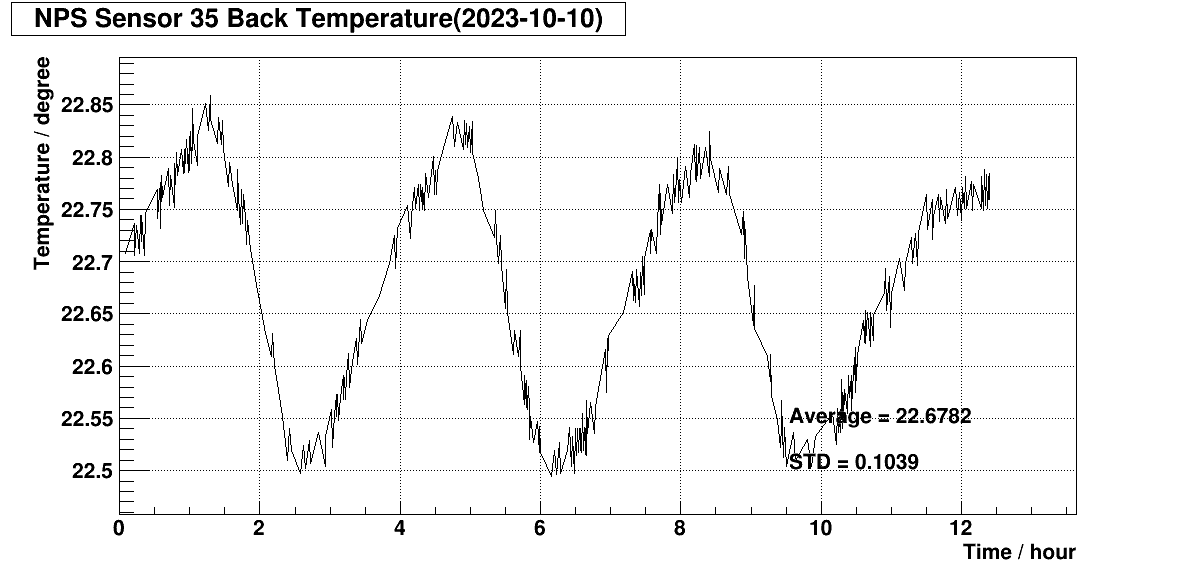 NPS Sensor 35 Back Temperature(2023-10-10)
Temperature / degree
22.85
22.8
22.75
22.7
22.65
22.6
22.55
22.5
Average = 22.6782
STD = 0.1039
0 2 4 6 8 10 12
Time / hour